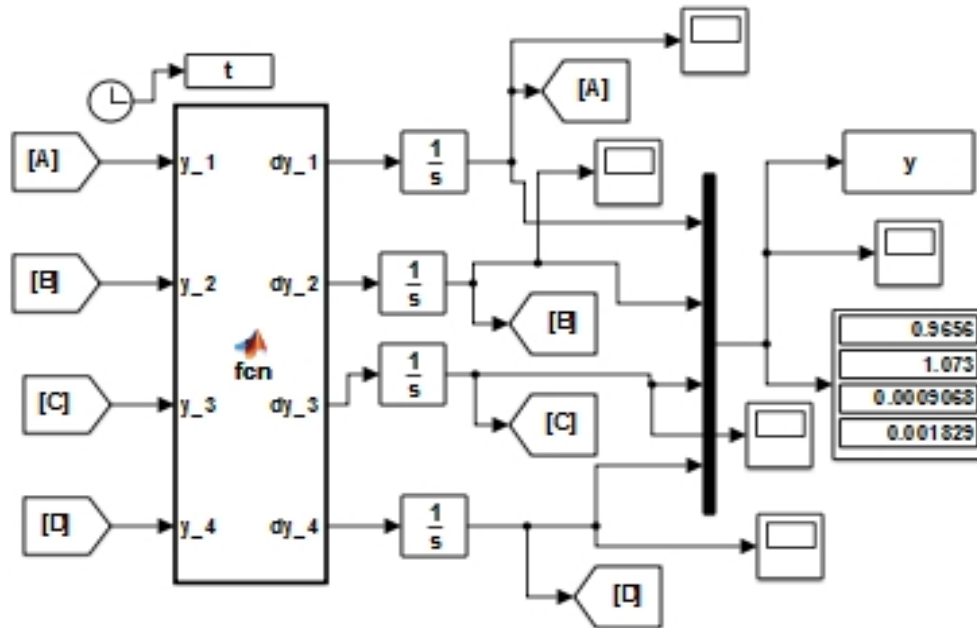 t
[A]
y_1
dy_1
1
s
[A]
y
[B]
y_2
dy_2
1
s
[B]
fcn
0.9656
1.073
0.0009068
0.001829
[C]
y_3
dy_3
1
s
[C]
[D]
y_4
dy_4
1
s
[D]